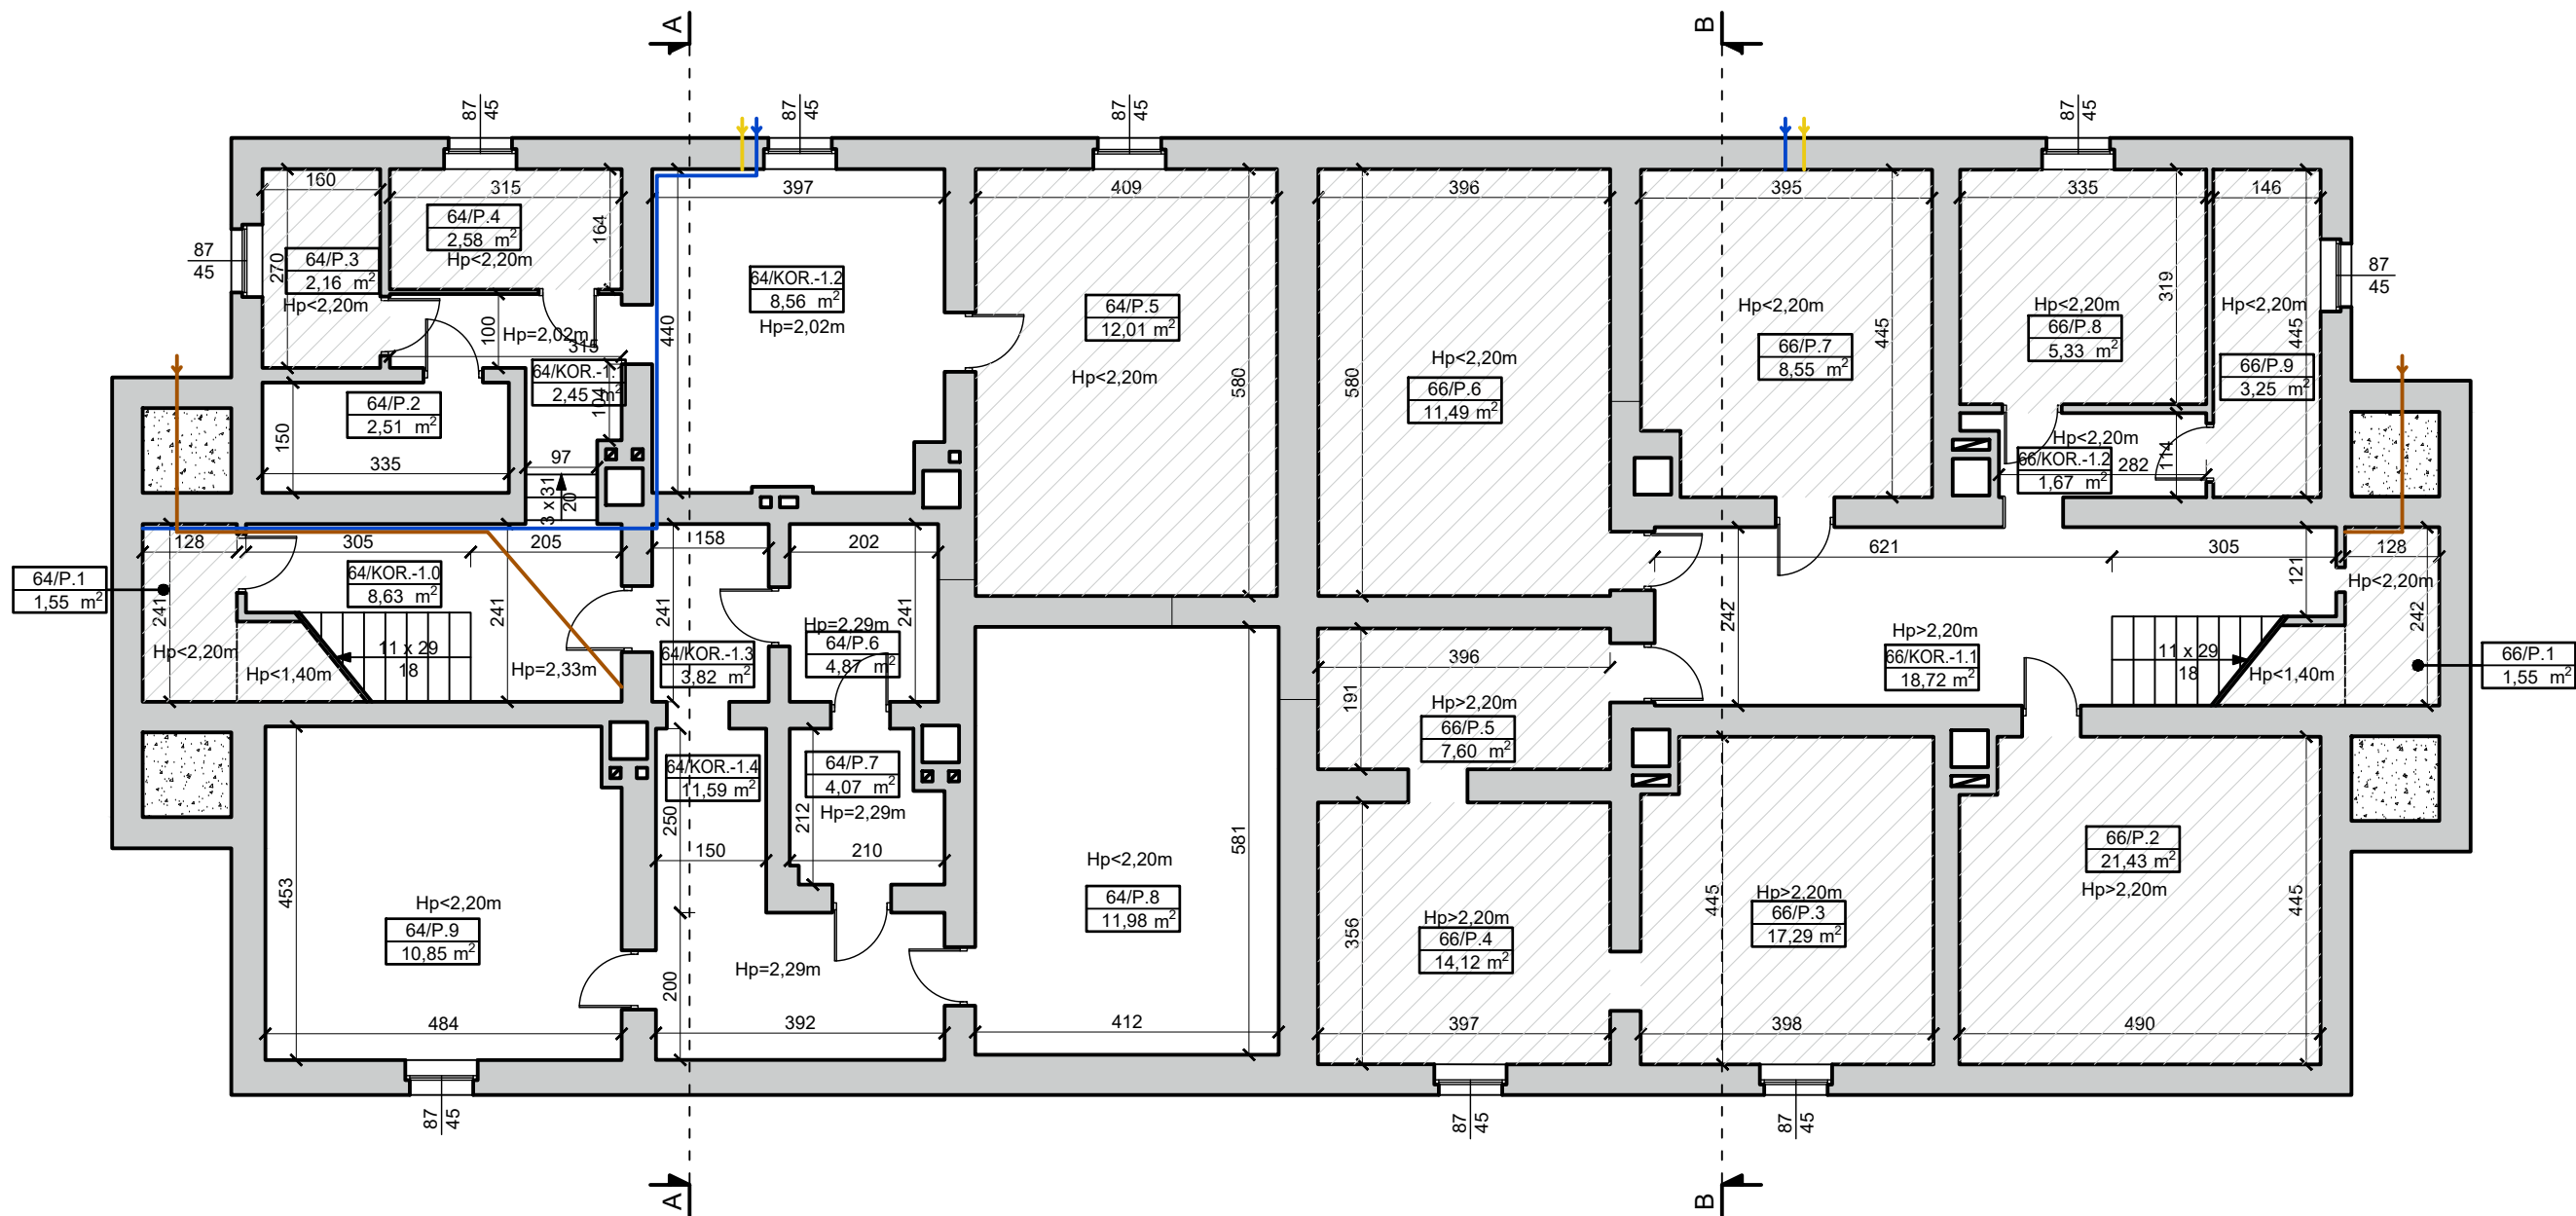 A
B
87
45
87
45
87
45
87
45
160
315
397
409
396
395
335
146
64/P.4
2,58 m²
Hp<2,20m
164
87
45
270
64/P.3
2,16 m²
Hp<2,20m
64/KOR.-1.2
8,56 m²
Hp=2,02m
440
64/P.5
12,01 m²
Hp<2,20m
580
580
Hp<2,20m
66/P.6
11,49 m²
Hp<2,20m
66/P.7
8,55 m²
445
Hp<2,20m
66/P.8
5,33 m²
319
Hp<2,20m
445
66/P.9
3,25 m²
87
45
100
Hp=2,02m
315
64/KOR.-1.1
2,45 m²
104
64/P.2
2,51 m²
150
335
97
3 x 31
20
Hp<2,20m
66/KOR.-1.2
1,67 m²
282
114
128
305
205
158
202
621
305
128
64/P.1
1,55 m²
241
64/KOR.-1.0
8,63 m²
241
241
241
Hp<2,20m
Hp<1,40m
11 x 29
18
Hp=2,33m
64/KOR.-1.3
3,82 m²
Hp=2,29m
64/P.6
4,87 m²
396
191
Hp>2,20m
66/P.5
7,60 m²
242
Hp>2,20m
66/KOR.-1.1
18,72 m²
121
11 x 29
18
Hp<1,40m
Hp<2,20m
242
66/P.1
1,55 m²
64/KOR.-1.4
11,59 m²
250
150
64/P.7
4,07 m²
Hp=2,29m
212
210
453
Hp<2,20m
64/P.9
10,85 m²
484
200
Hp=2,29m
392
Hp<2,20m
64/P.8
11,98 m²
581
412
356
Hp>2,20m
66/P.4
14,12 m²
397
445
Hp>2,20m
66/P.3
17,29 m²
398
66/P.2
21,43 m²
Hp>2,20m
445
490
87
45
87
45
87
45
A
B